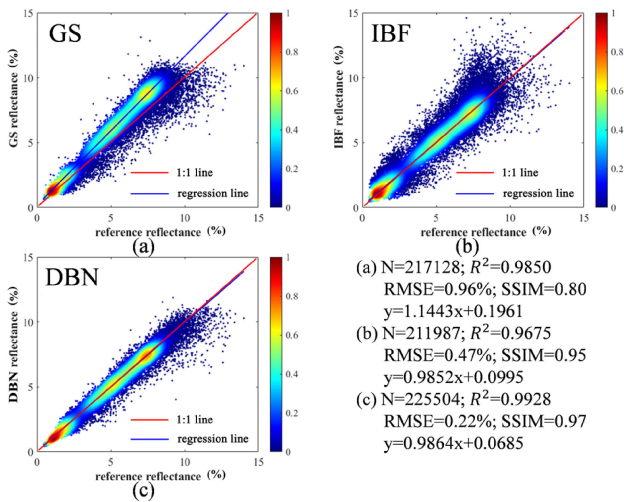 GS
GS reflectance (%)
15
10
5
0
0 5 10 15
reference reflectance (%)
1:1 line
regression line
1
0.8
0.6
0.4
0.2
0
(a)
IBF
IBF reflectance (%)
15
10
5
0
0 5 10 15
reference reflectance (%)
1:1 line
regression line
1
0.8
0.6
0.4
0.2
0
(b)
DBN
DBN reflectance (%)
15
10
5
0
0 5 10 15
reference reflectance (%)
1:1 line
regression line
1
0.8
0.6
0.4
0.2
0
(c)
(a) N=217128; R²=0.9850
RMSE=0.96%; SSIM=0.80
y=1.1443x+0.1961
(b) N=211987; R²=0.9675
RMSE=0.47%; SSIM=0.95
y=0.9852x+0.0995
(c) N=225504; R²=0.9928
RMSE=0.22%; SSIM=0.97
y=0.9864x+0.0685